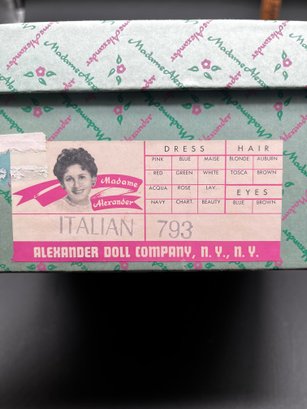 Madame Alexander
Madame
Alexander
DRESS HAIR
PINK BLUE MAISE BLONDE AUBURN
RED GREEN WHITE TOSCA BROWN
ACQUA ROSE LAV. EYES
NAVY CHART. BEAUTY BLUE BROWN
ITALIAN 793
ALEXANDER DOLL COMPANY, N. Y., N. Y.